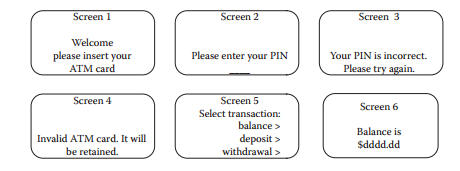 Screen 1
Welcome
please insert your
ATM card
Screen 2
Please enter your PIN
____
Screen 3
Your PIN is incorrect.
Please try again.
Screen 4
Invalid ATM card. It will
be retained.
Screen 5
Select transaction:
balance >
deposit >
withdrawal >
Screen 6
Balance is
$dddd.dd